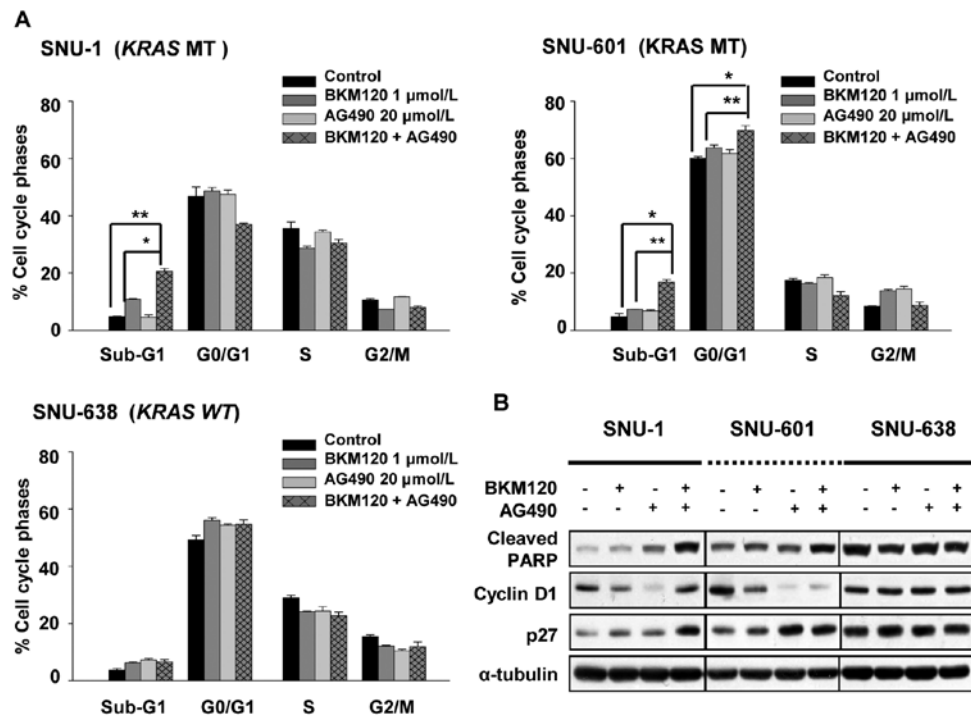 A
SNU-1 (KRAS MT )
Control
BKM120 1 µmol/L
AG490 20 µmol/L
BKM120 + AG490
% Cell cycle phases
80
60
40
20
0
**
*
Sub-G1 G0/G1 S G2/M
SNU-601 (KRAS MT)
Control
BKM120 1 µmol/L
AG490 20 µmol/L
BKM120 + AG490
% Cell cycle phases
80
60
40
20
0
*
**
*
**
Sub-G1 G0/G1 S G2/M
SNU-638 (KRAS WT)
Control
BKM120 1 µmol/L
AG490 20 µmol/L
BKM120 + AG490
% Cell cycle phases
80
60
40
20
0
Sub-G1 G0/G1 S G2/M
B
SNU-1 SNU-601 SNU-638
BKM120 - + - + - + - + - + - +
AG490 - - + + - - + + - - + +
Cleaved
PARP
Cyclin D1
p27
α-tubulin